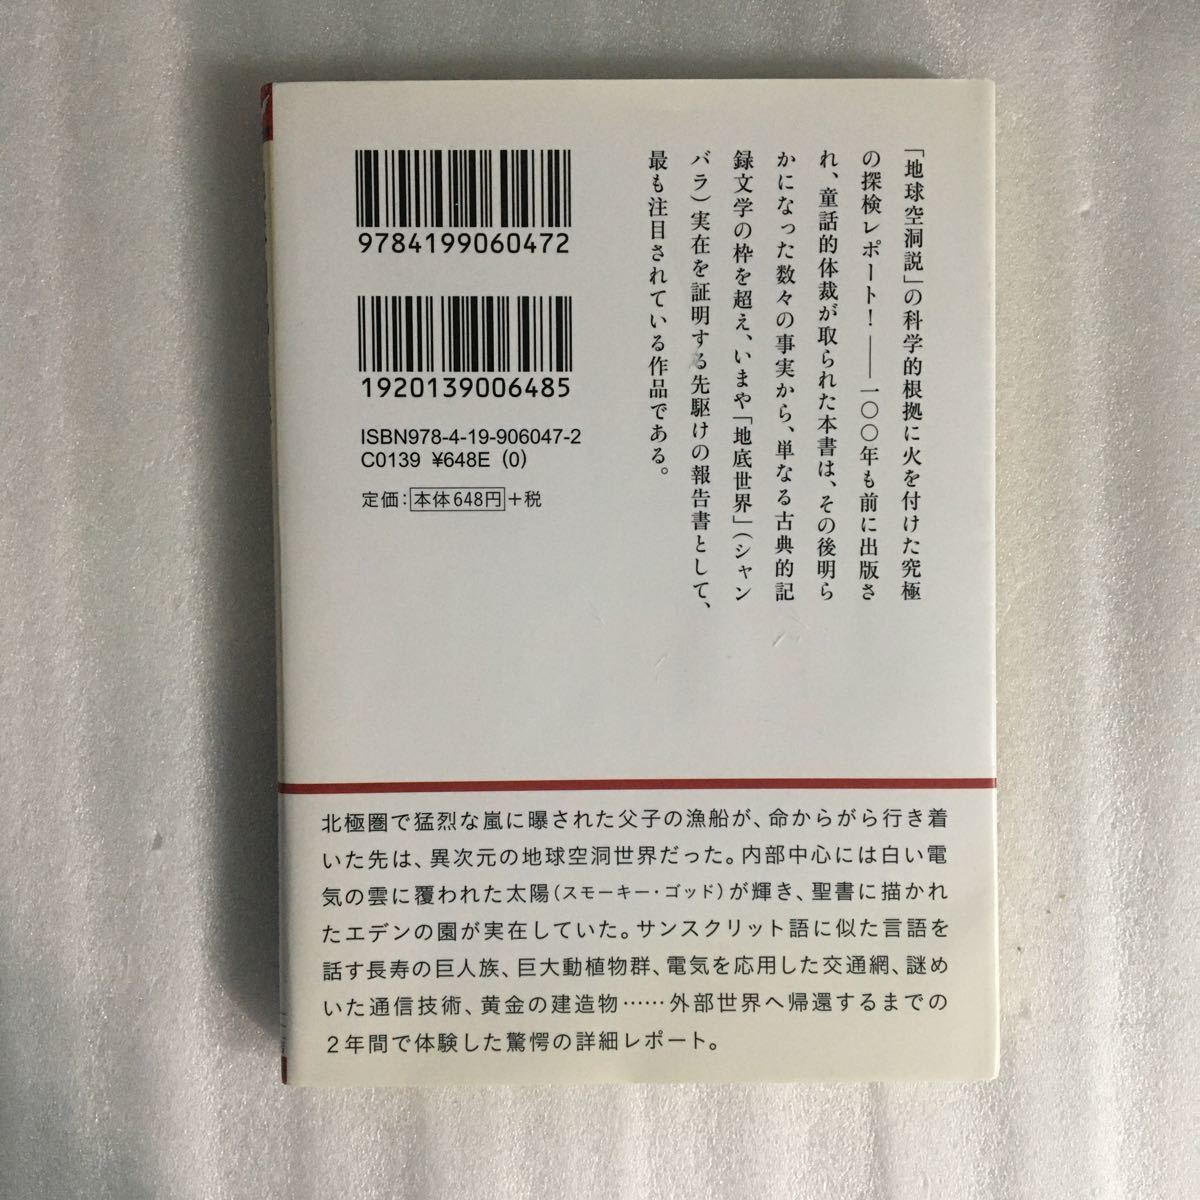 「地球空洞説」の科学的根拠に火を付けた究極
の探検レポート！――一〇〇年も前に出版さ
れ、童話的体裁が取られた本書は、その後明ら
かになった数々の事実から、単なる古典的記
録文学の枠を超え、いまや「地底世界」（シャン
バラ）実在を証明する先駆けの報告書として、
最も注目されている作品である。
9784199060472
1920139006485
ISBN978-4-19-906047-2
C0139 ¥648E (0)
定価：本体648円＋税
北極圏で猛烈な嵐に曝された父子の漁船が、命からがら行き着
いた先は、異次元の地球空洞世界だった。内部中心には白い電
気の雲に覆われた太陽（スモーキー・ゴッド）が輝き、聖書に描かれ
たエデンの園が実在していた。サンスクリット語に似た言語を
話す長寿の巨人族、巨大動植物群、電気を応用した交通網、謎め
いた通信技術、黄金の建造物……外部世界へ帰還するまでの
２年間で体験した驚愕の詳細レポート。